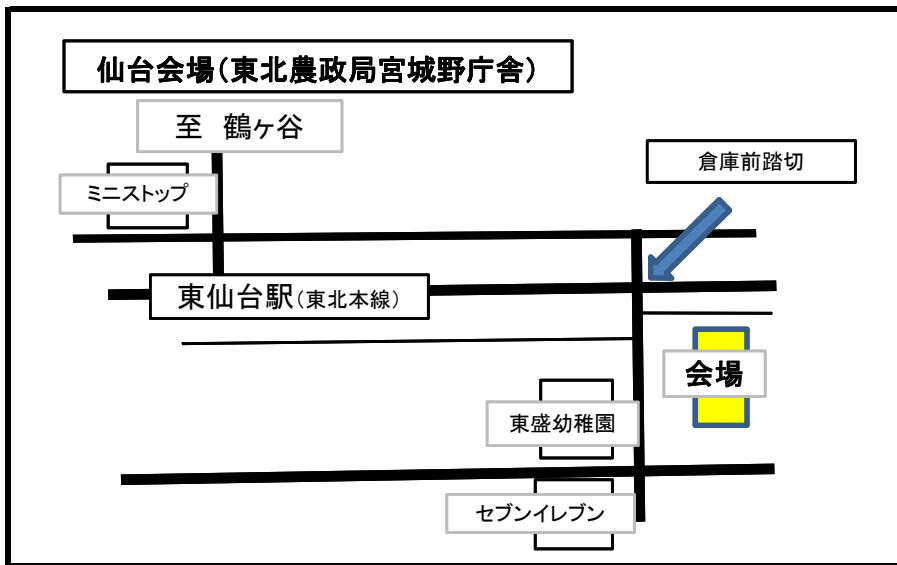 仙台会場(東北農政局宮城野庁舎)
至 鶴ヶ谷
倉庫前踏切
ミニストップ
東仙台駅(東北本線)
会場
東盛幼稚園
セブンイレブン